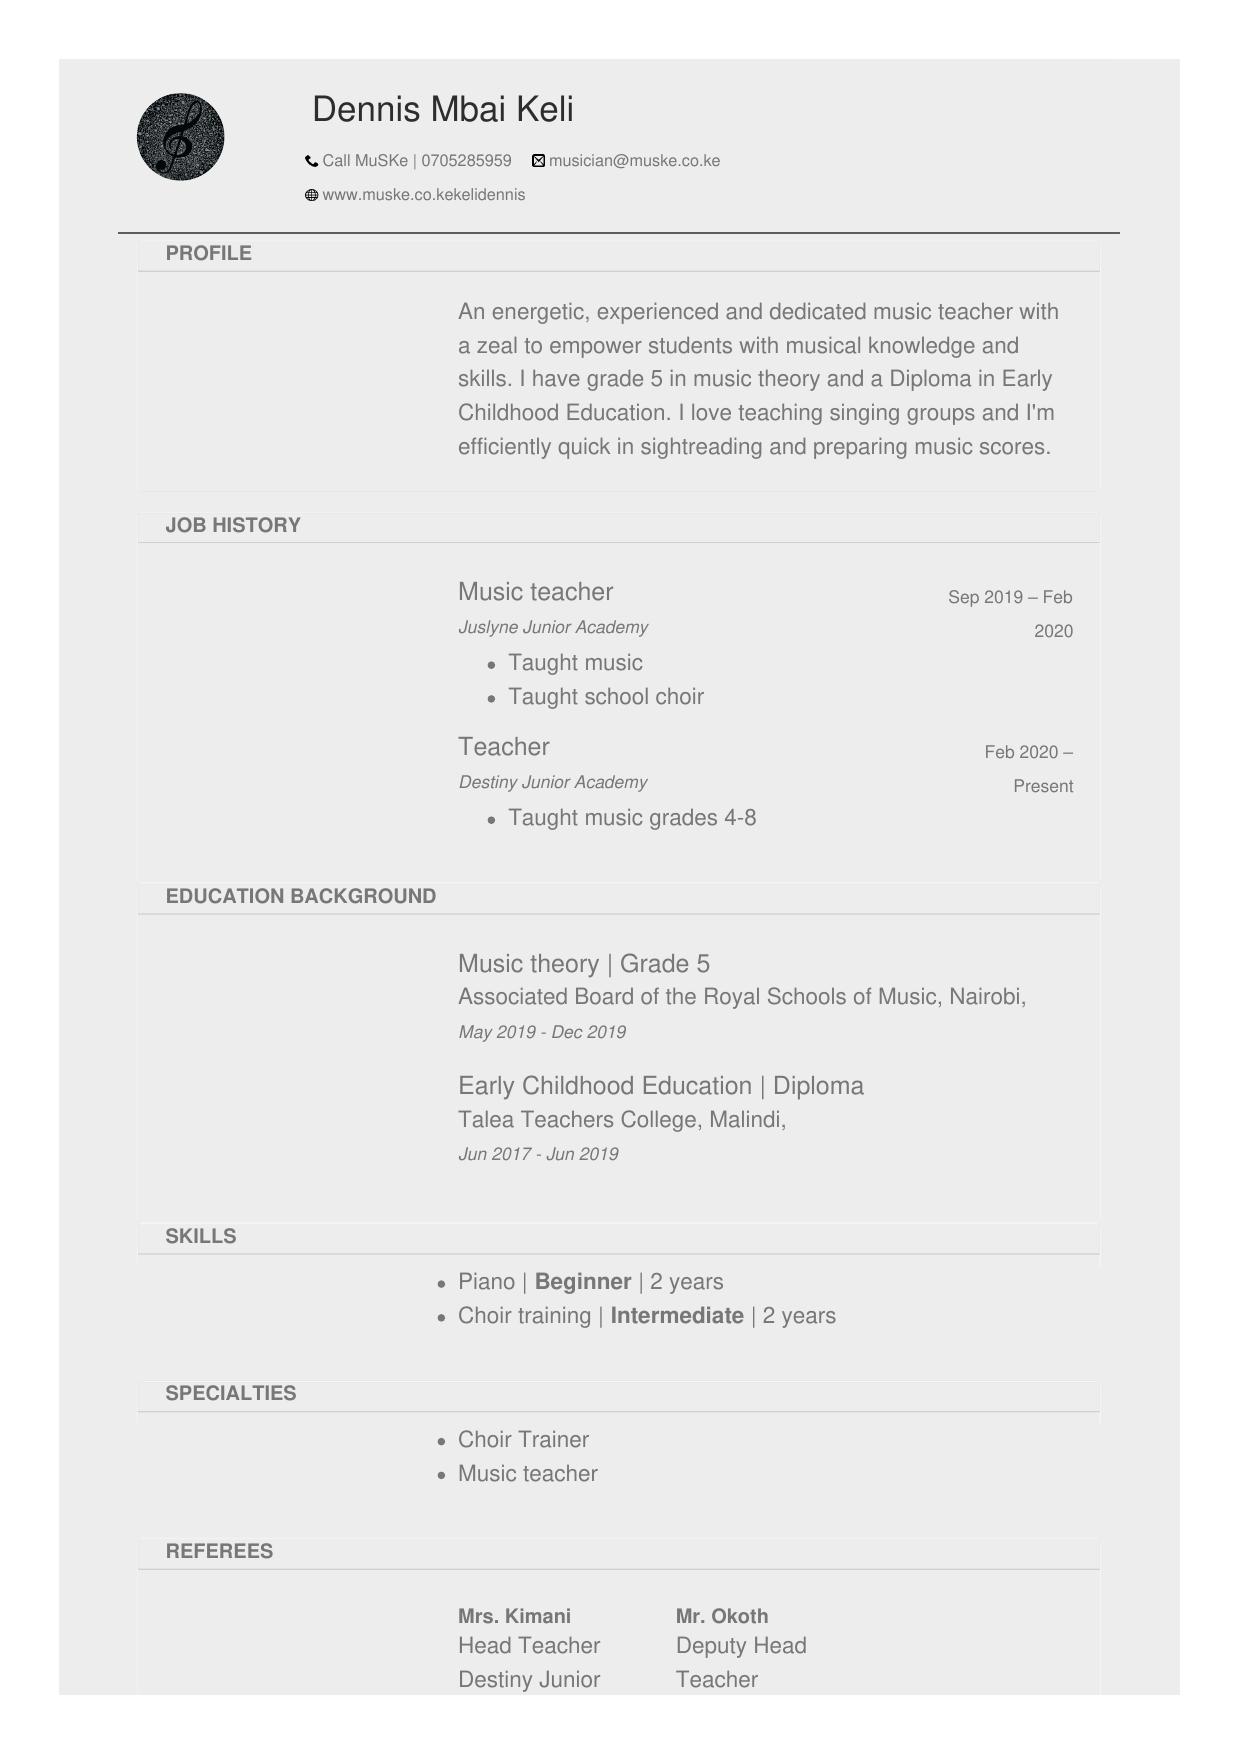 Dennis Mbai Keli
Call MuSKe | 0705285959 musician@muske.co.ke
www.muske.co.kekelidennis
PROFILE
An energetic, experienced and dedicated music teacher with
a zeal to empower students with musical knowledge and
skills. I have grade 5 in music theory and a Diploma in Early
Childhood Education. I love teaching singing groups and I'm
efficiently quick in sightreading and preparing music scores.
JOB HISTORY
Music teacher Sep 2019 – Feb
Juslyne Junior Academy 2020
• Taught music
• Taught school choir
Teacher Feb 2020 –
Destiny Junior Academy Present
• Taught music grades 4-8
EDUCATION BACKGROUND
Music theory | Grade 5
Associated Board of the Royal Schools of Music, Nairobi,
May 2019 - Dec 2019
Early Childhood Education | Diploma
Talea Teachers College, Malindi,
Jun 2017 - Jun 2019
SKILLS
• Piano | Beginner | 2 years
• Choir training | Intermediate | 2 years
SPECIALTIES
• Choir Trainer
• Music teacher
REFEREES
Mrs. Kimani Mr. Okoth
Head Teacher Deputy Head
Destiny Junior Teacher